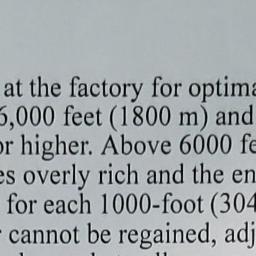 at the factory for optima
6,000 feet (1800 m) and
or higher. Above 6000 fe
es overly rich and the en
for each 1000-foot (304
cannot be regained, adj